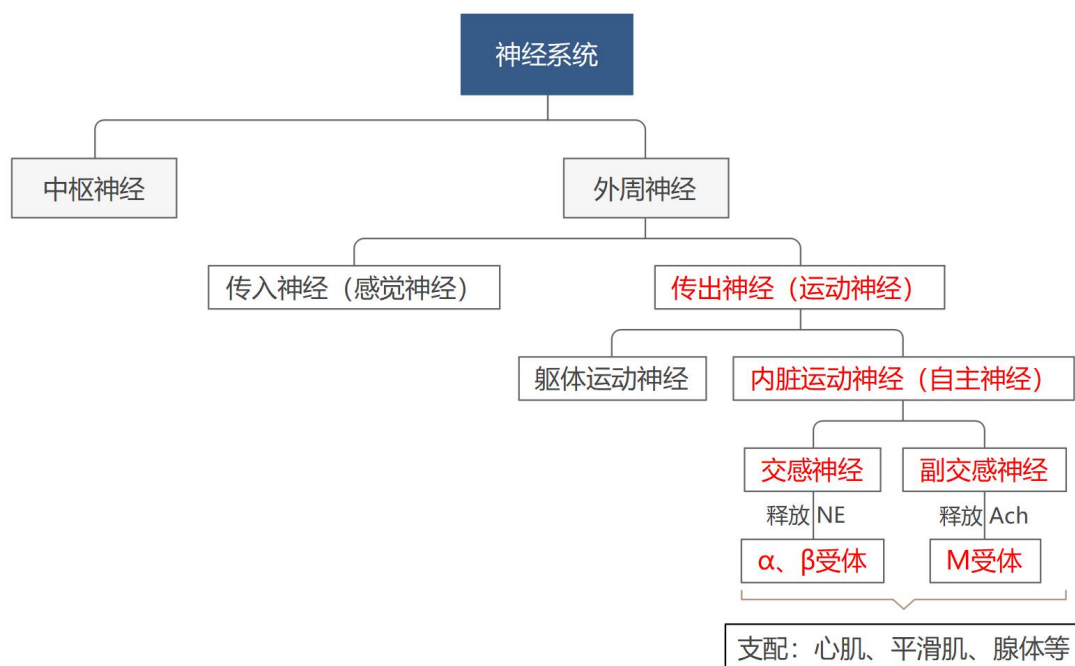 神经系统
中枢神经
外周神经
传入神经（感觉神经）
传出神经（运动神经）
躯体运动神经
内脏运动神经（自主神经）
交感神经
副交感神经
释放 NE
释放 Ach
α、β受体
M受体
支配：心肌、平滑肌、腺体等